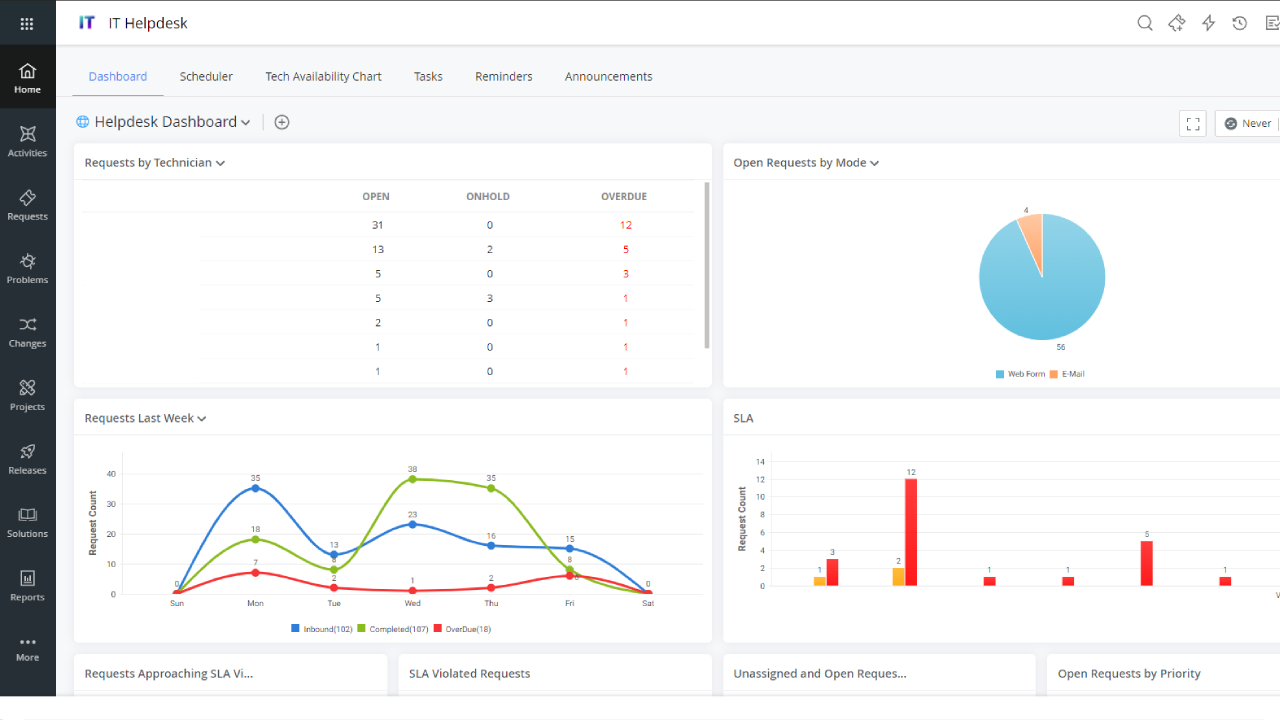 IT IT Helpdesk
Home
Activities
Requests
Problems
Changes
Projects
Releases
Solutions
Reports
More
Dashboard Scheduler Tech Availability Chart Tasks Reminders Announcements
Helpdesk Dashboard
Never
Requests by Technician
OPEN ONHOLD OVERDUE
31 0 12
13 2 5
5 0 3
5 3 1
2 0 1
1 0 1
1 0 1
Open Requests by Mode
4
56
Web Form E-Mail
Requests Last Week
Request Count
40
30
20
10
0
0 35 18 7 13 8 2 38 23 1 35 16 2 15 8 6 0
Sun Mon Tue Wed Thu Fri Sat
Inbound(102) Completed(107) OverDue(18)
SLA
Request Count
14
12
10
8
6
4
2
0
1 3 2 12 1 1 5 1
V
Requests Approaching SLA Vi...
SLA Violated Requests
Unassigned and Open Reques...
Open Requests by Priority